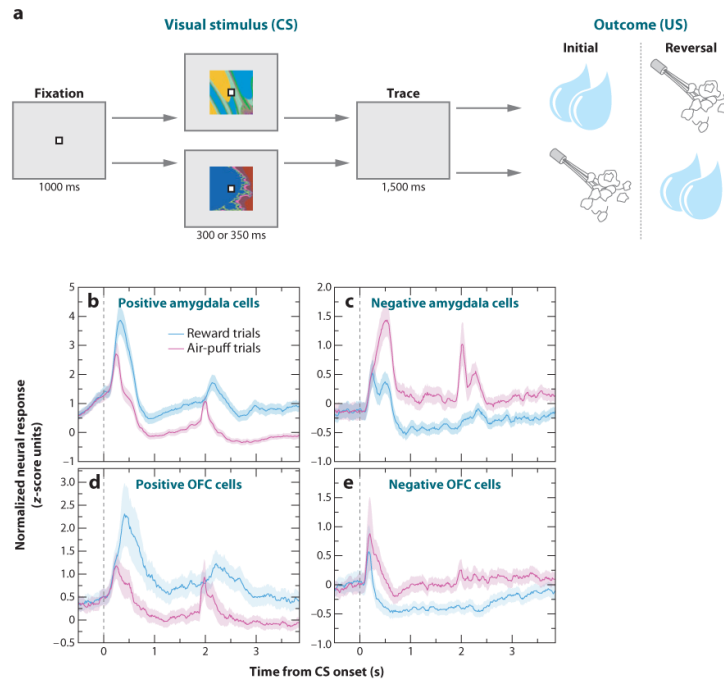 a
Visual stimulus (CS)
Outcome (US)
Initial
Reversal
Fixation
Trace
1000 ms
1,500 ms
300 or 350 ms
b
Positive amygdala cells
Reward trials
Air-puff trials
5
4
3
2
1
0
–1
c
Negative amygdala cells
2.0
1.5
1.0
0.5
0
–0.5
–1.0
Normalized neural response
(z-score units)
d
Positive OFC cells
3.0
2.5
2.0
1.5
1.0
0.5
0
–0.5
0
1
2
3
e
Negative OFC cells
1.5
1.0
0.5
0
–0.5
–1.0
0
1
2
3
Time from CS onset (s)